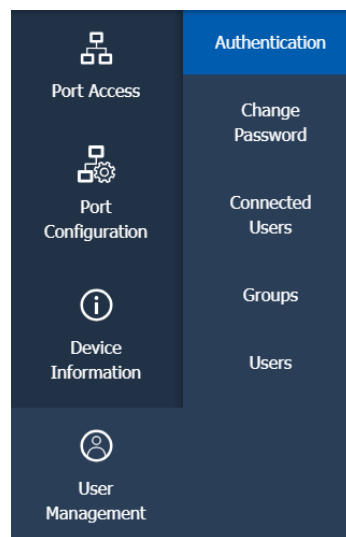 Port Access
Port
Configuration
Device
Information
User
Management
Authentication
Change
Password
Connected
Users
Groups
Users